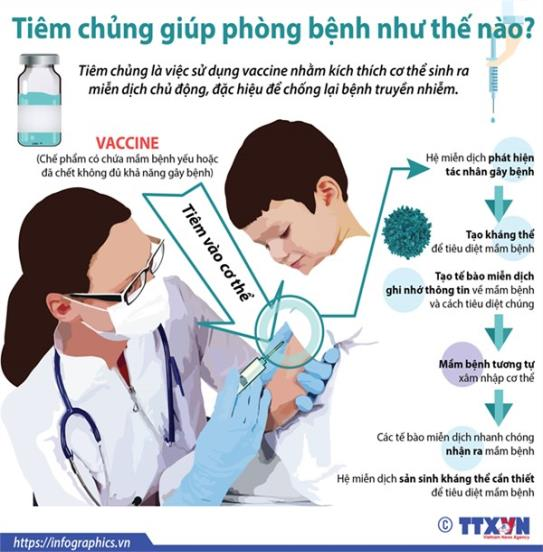 Tiêm chủng giúp phòng bệnh như thế nào?
Tiêm chủng là việc sử dụng vaccine nhằm kích thích cơ thể sinh ra
miễn dịch chủ động, đặc hiệu để chống lại bệnh truyền nhiễm.
VACCINE
(Chế phẩm có chứa mầm bệnh yếu hoặc
đã chết không đủ khả năng gây bệnh)
Tiêm vào cơ thể
Hệ miễn dịch phát hiện
tác nhân gây bệnh
Tạo kháng thể
để tiêu diệt mầm bệnh
Tạo tế bào miễn dịch
ghi nhớ thông tin về mầm bệnh
và cách tiêu diệt chúng
Mầm bệnh tương tự
xâm nhập cơ thể
Các tế bào miễn dịch nhanh chóng
nhận ra mầm bệnh
Hệ miễn dịch sản sinh kháng thể cần thiết
để tiêu diệt mầm bệnh
https://infographics.vn
© TTXVN
Vietnam News Agency